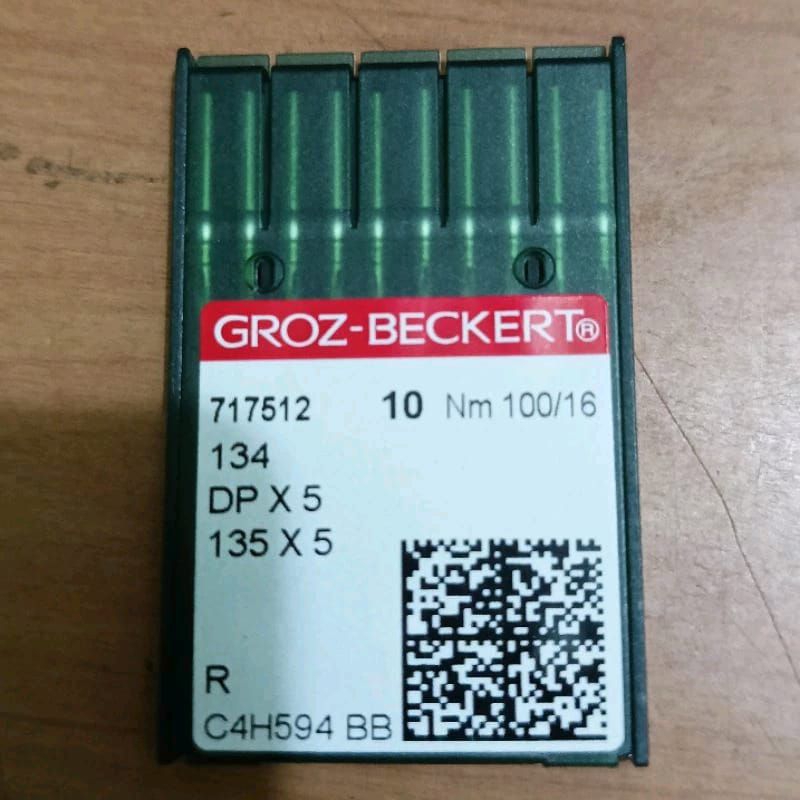 GROZ-BECKERT®
717512 10 Nm 100/16
134
DP X 5
135 X 5
R
C4H594 BB